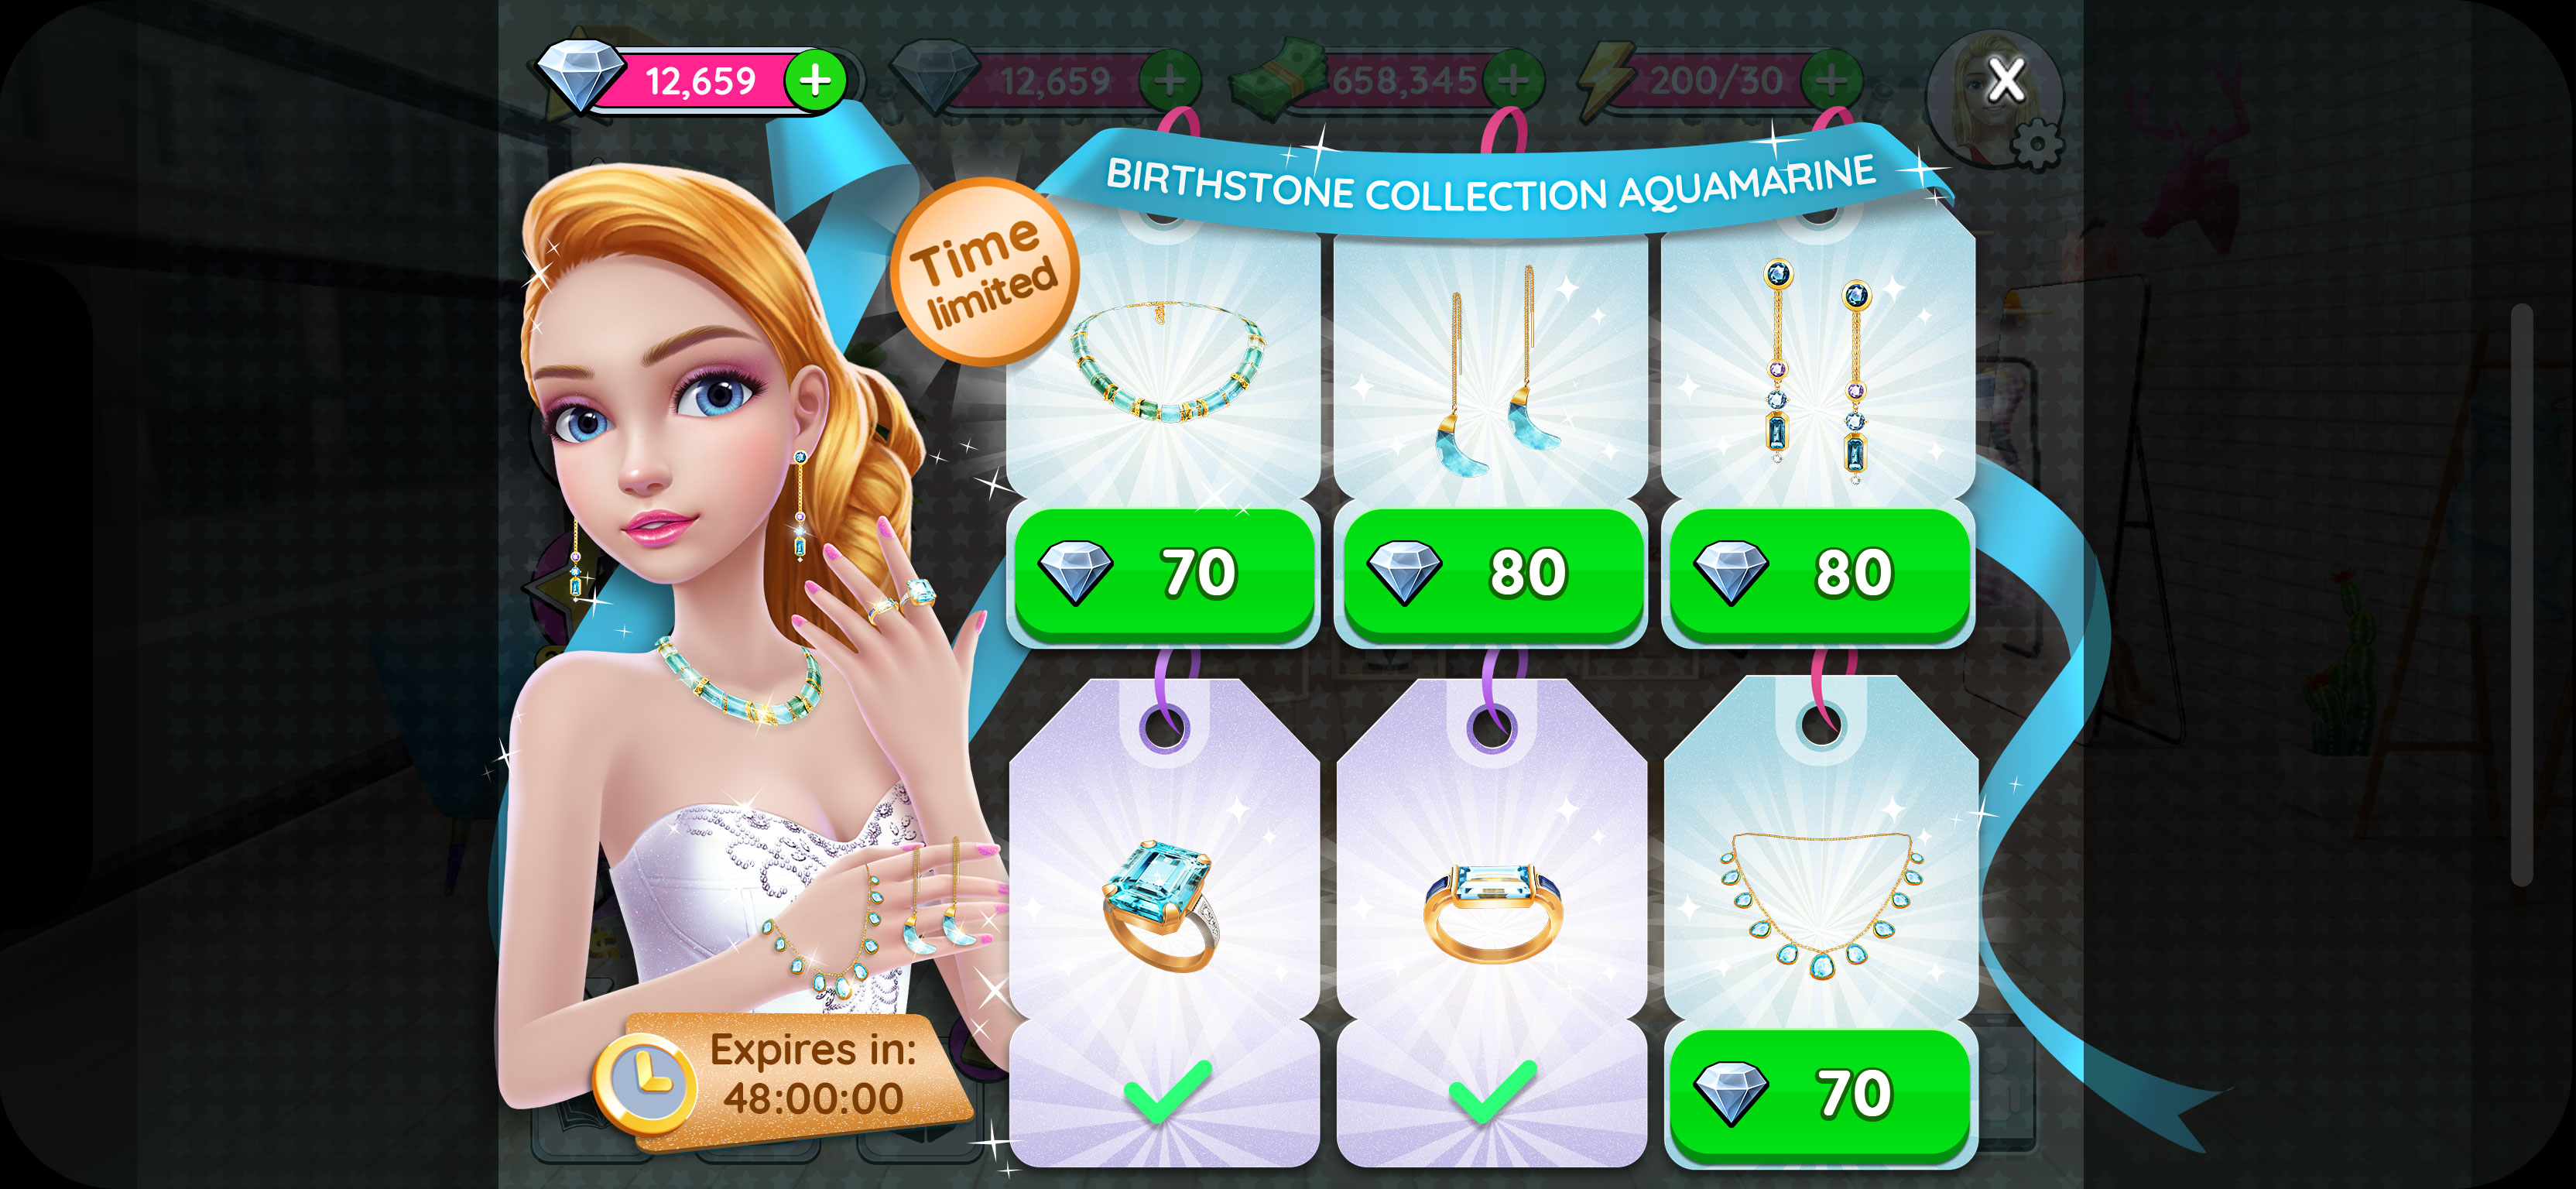 12,659
12,659
658,345
200/30
X
BIRTHSTONE COLLECTION AQUAMARINE
Time
limited
70
80
80
70
Expires in:
48:00:00